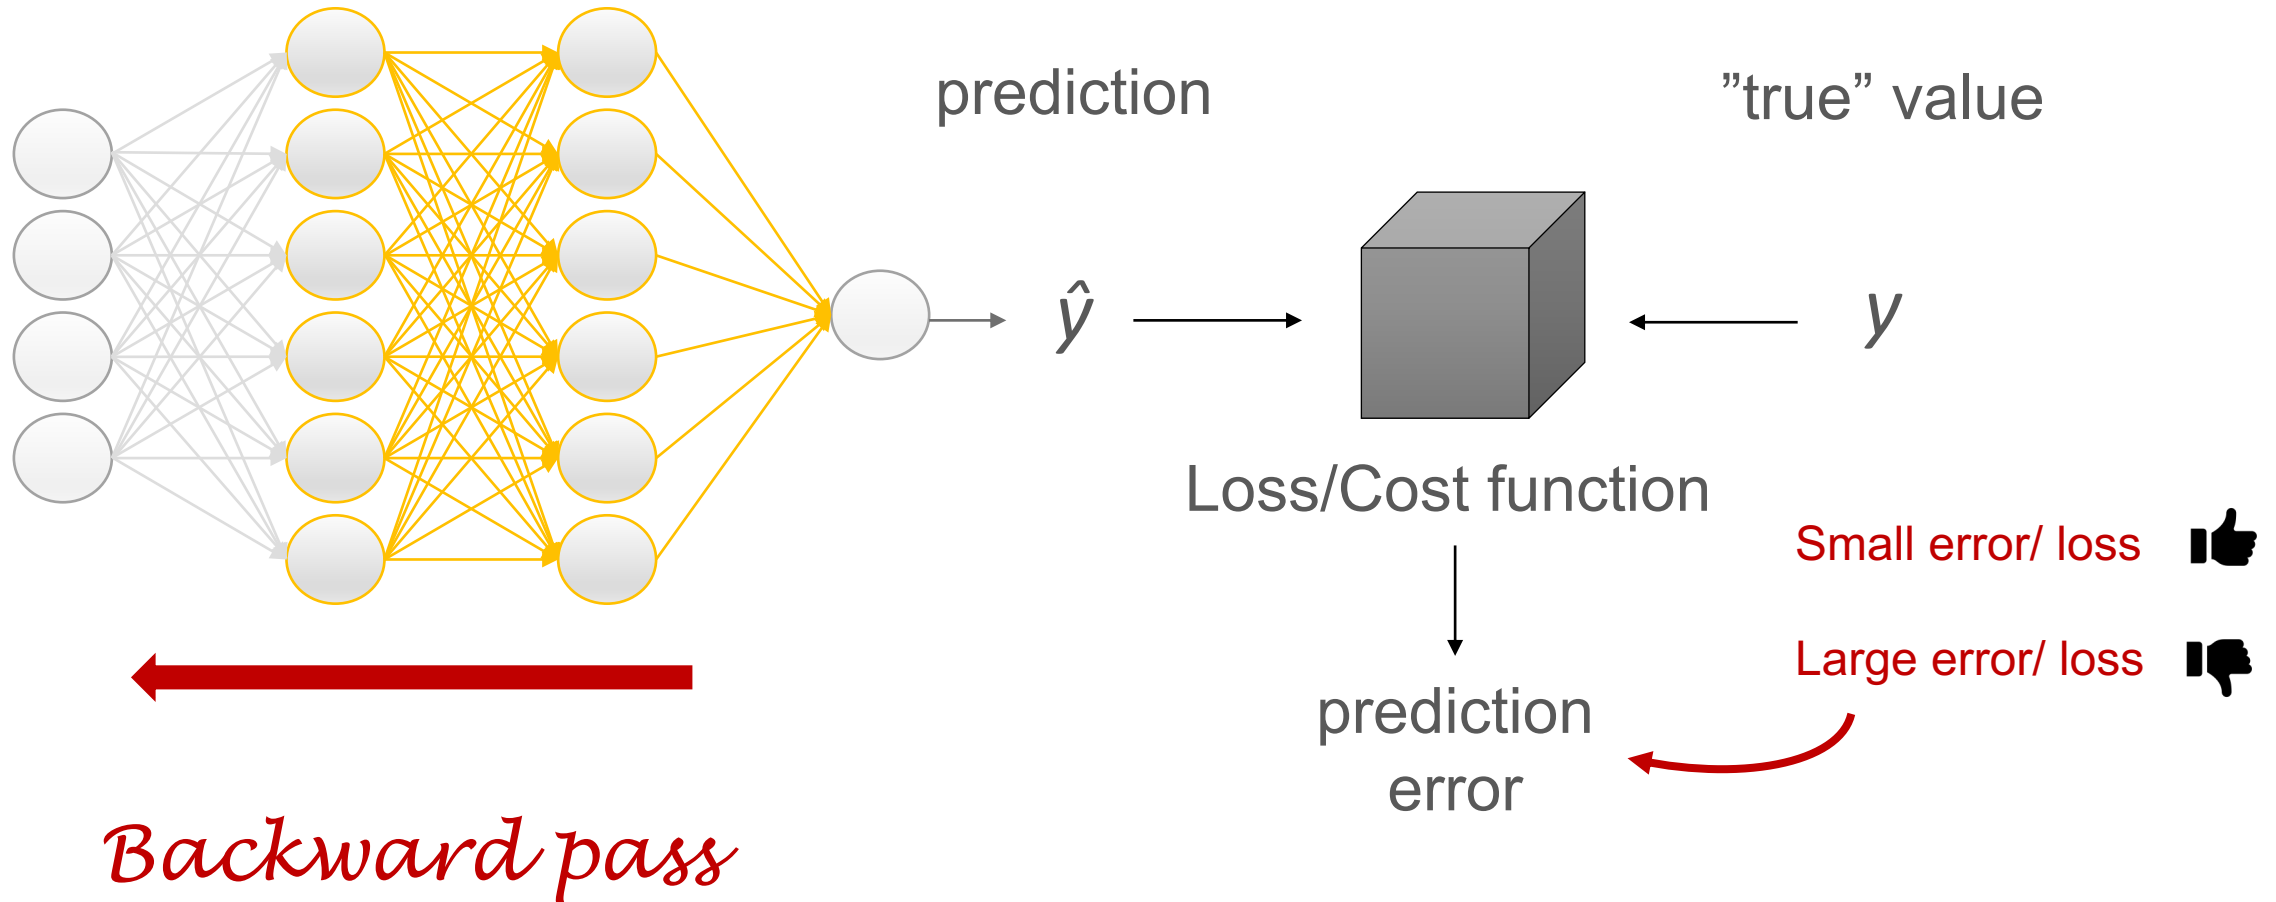 prediction
”true” value
ŷ
y
Loss/Cost function
Small error/ loss
Large error/ loss
prediction
error
Backward pass